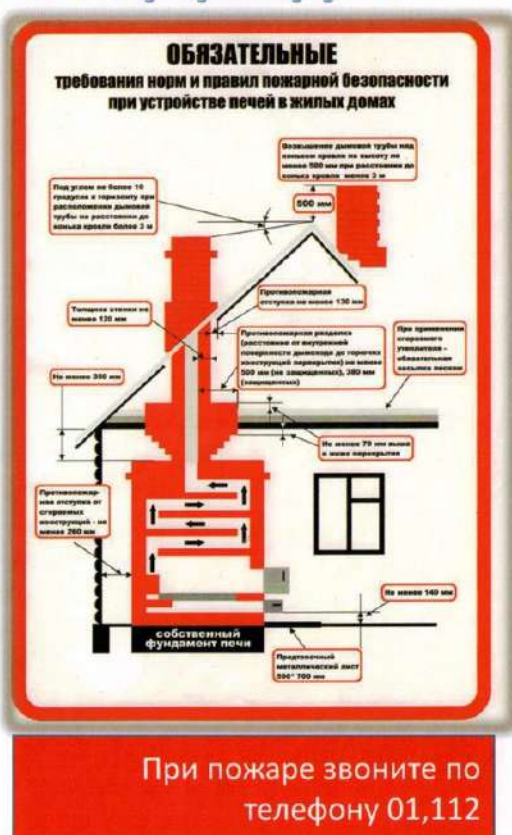 ОБЯЗАТЕЛЬНЫЕ
требования норм и правил пожарной безопасности
при устройстве печей в жилых домах
Возвышение дымовой трубы над
коньком кровли на высоту не
менее 500 мм при расстоянии до
конька кровли менее 3 м
Под углом не более 10
градусов к горизонту при
расположении дымовой
трубы на расстоянии до
конька кровли более 3 м
500 мм
Противопожарная
отступка не менее 130 мм
Толщина стенки не
менее 120 мм
Противопожарная разделка
(расстояние от внутренней
поверхности дымохода до горючих
конструкций перекрытия) не менее
500 мм (не защищенных), 380 мм
(защищенных)
При применении
сгораемого
утеплителя -
обязательная
засыпка песком
Не менее
Не менее 70 мм выше
и ниже перекрытия
Противопожар-
ная отступка от
сгораемых
конструкций - не
менее 260 мм
Не менее 140 мм
собственный
фундамент печи
Предтопочный
металлический лист
500* 700 мм
При пожаре звоните по
телефону 01,112